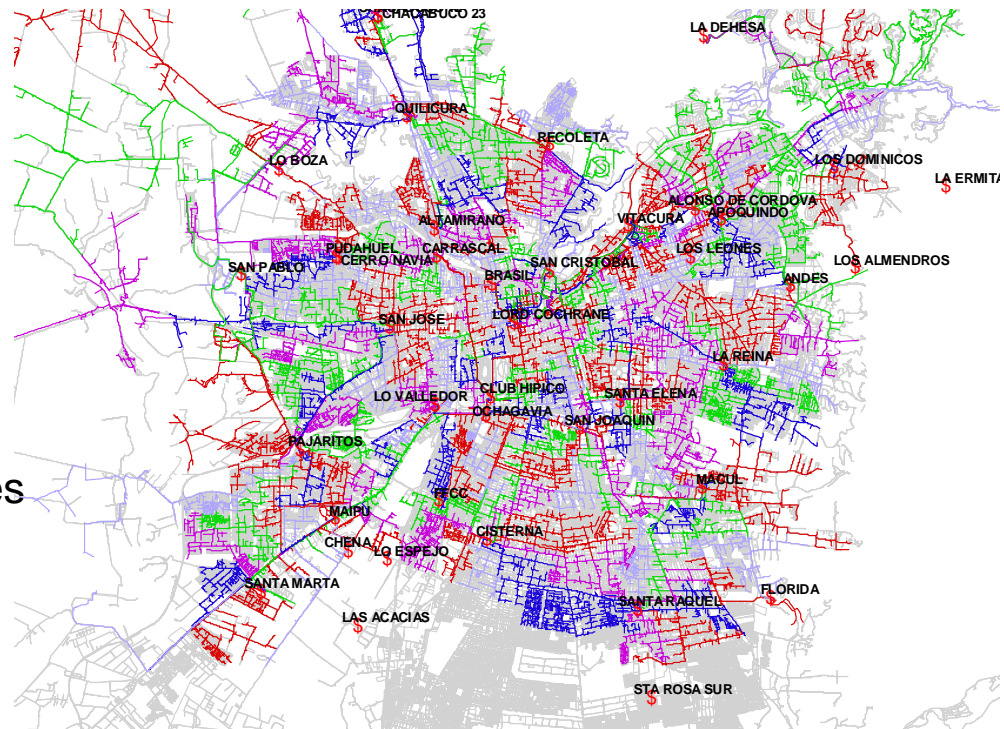 CHACABUCO 23
LA DEHESA
QUILICURA
RECOLETA
LO BOZA
LOS DOMINICOS
LA ERMITA
ALONSO DE CORDOVA
ALTAMIRANO
VITACURA
APOQUINDO
PUDAHUEL
CARRASCAL
LOS LEONES
CERRO NAVIA
SAN CRISTOBAL
LOS ALMENDROS
SAN PABLO
BRASIL
ANDES
SAN JOSE
LORD COCHRANE
LA REINA
CLUB HIPICO
LO VALLEDOR
SANTA ELENA
OCHAGAVIA
SAN JOAQUIN
PAJARITOS
MACUL
es
FFCC
MAIPU
CISTERNA
CHENA
LO ESPEJO
SANTA MARTA
FLORIDA
SANTA RAQUEL
LAS ACACIAS
STA ROSA SUR